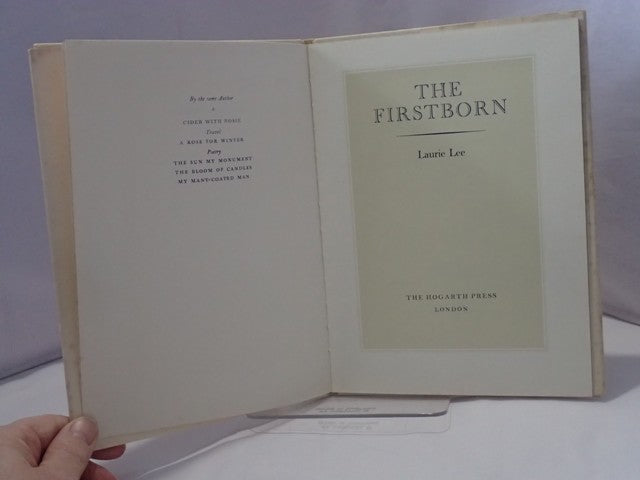 By the same Author
CIDER WITH ROSIE
Travel
A ROSE FOR WINTER
Poetry
THE SUN MY MONUMENT
THE BLOOM OF CANDLES
MY MANY-COATED MAN
THE
FIRSTBORN
Laurie Lee
THE HOGARTH PRESS
LONDON